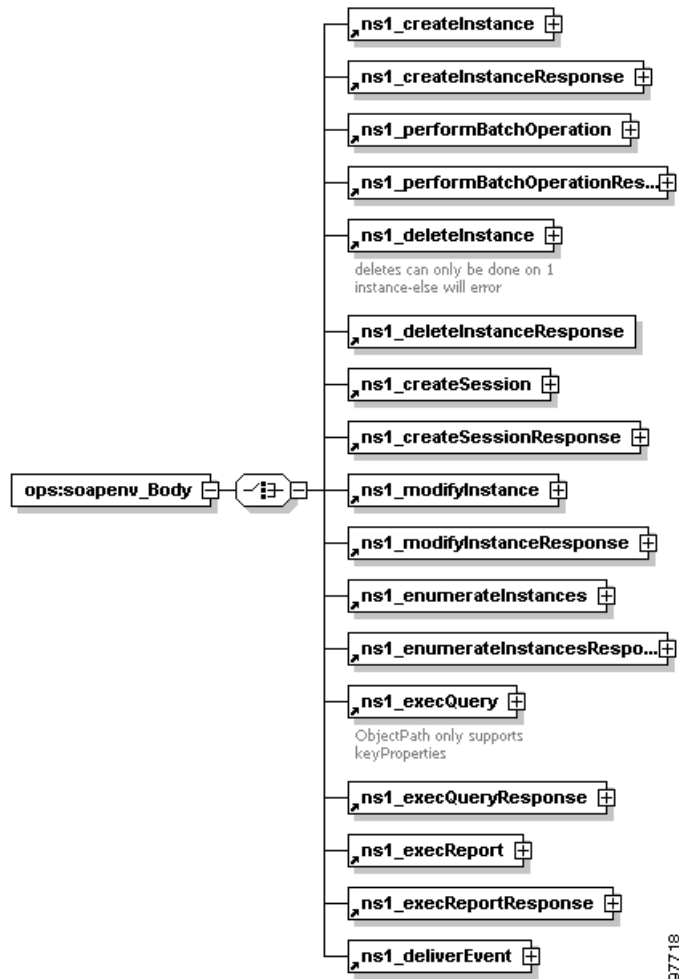 ns1_createInstance
ns1_createInstanceResponse
ns1_performBatchOperation
ns1_performBatchOperationRes...
ns1_deleteInstance
deletes can only be done on 1
instance-else will error
ns1_deleteInstanceResponse
ns1_createSession
ns1_createSessionResponse
ops:soapenv_Body
ns1_modifyInstance
ns1_modifyInstanceResponse
ns1_enumerateInstances
ns1_enumerateInstancesRespo...
ns1_execQuery
ObjectPath only supports
keyProperties
ns1_execQueryResponse
ns1_execReport
ns1_execReportResponse
ns1_deliverEvent
97718